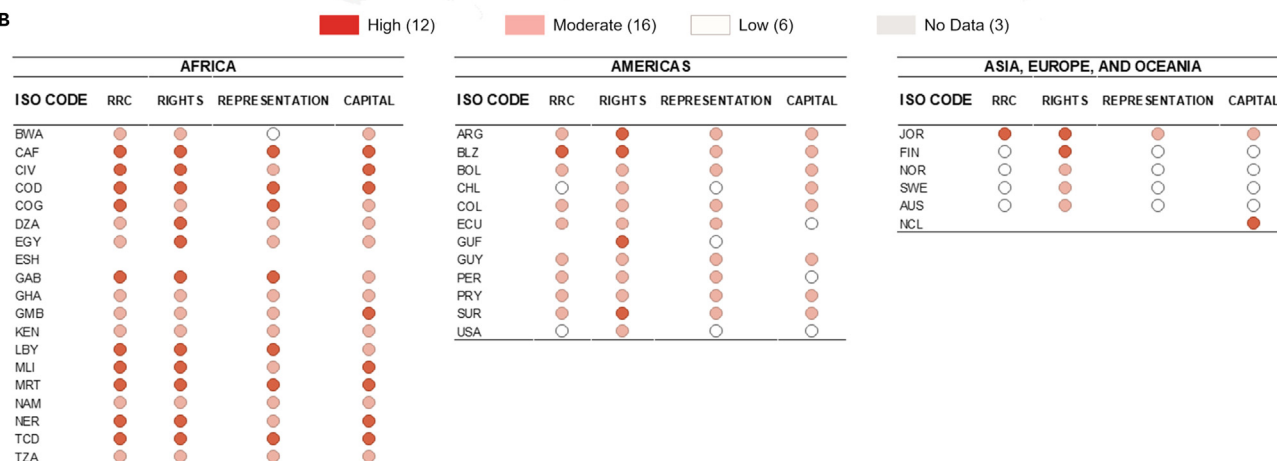 B
High (12) Moderate (16) Low (6) No Data (3)
AFRICA
ISO CODE RRC RIGHTS REPRESENTATION CAPITAL
BWA
CAF
CIV
COD
COG
DZA
EGY
ESH
GAB
GHA
GMB
KEN
LBY
MLI
MRT
NAM
NER
TCD
TZA
AMERICAS
ISO CODE RRC RIGHTS REPRESENTATION CAPITAL
ARG
BLZ
BOL
CHL
COL
ECU
GUF
GUY
PER
PRY
SUR
USA
ASIA, EUROPE, AND OCEANIA
ISO CODE RRC RIGHTS REPRESENTATION CAPITAL
JOR
FIN
NOR
SWE
AUS
NCL